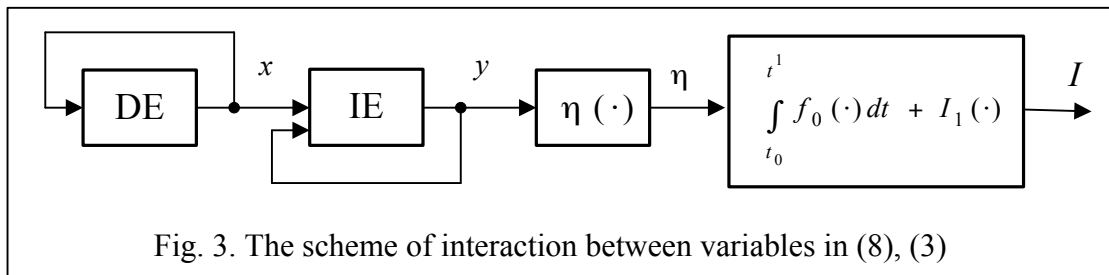 x y η I
DE IE η (·) ∫ f₀ (·) dt + I₁ (·)
t¹
t₀
Fig. 3. The scheme of interaction between variables in (8), (3)